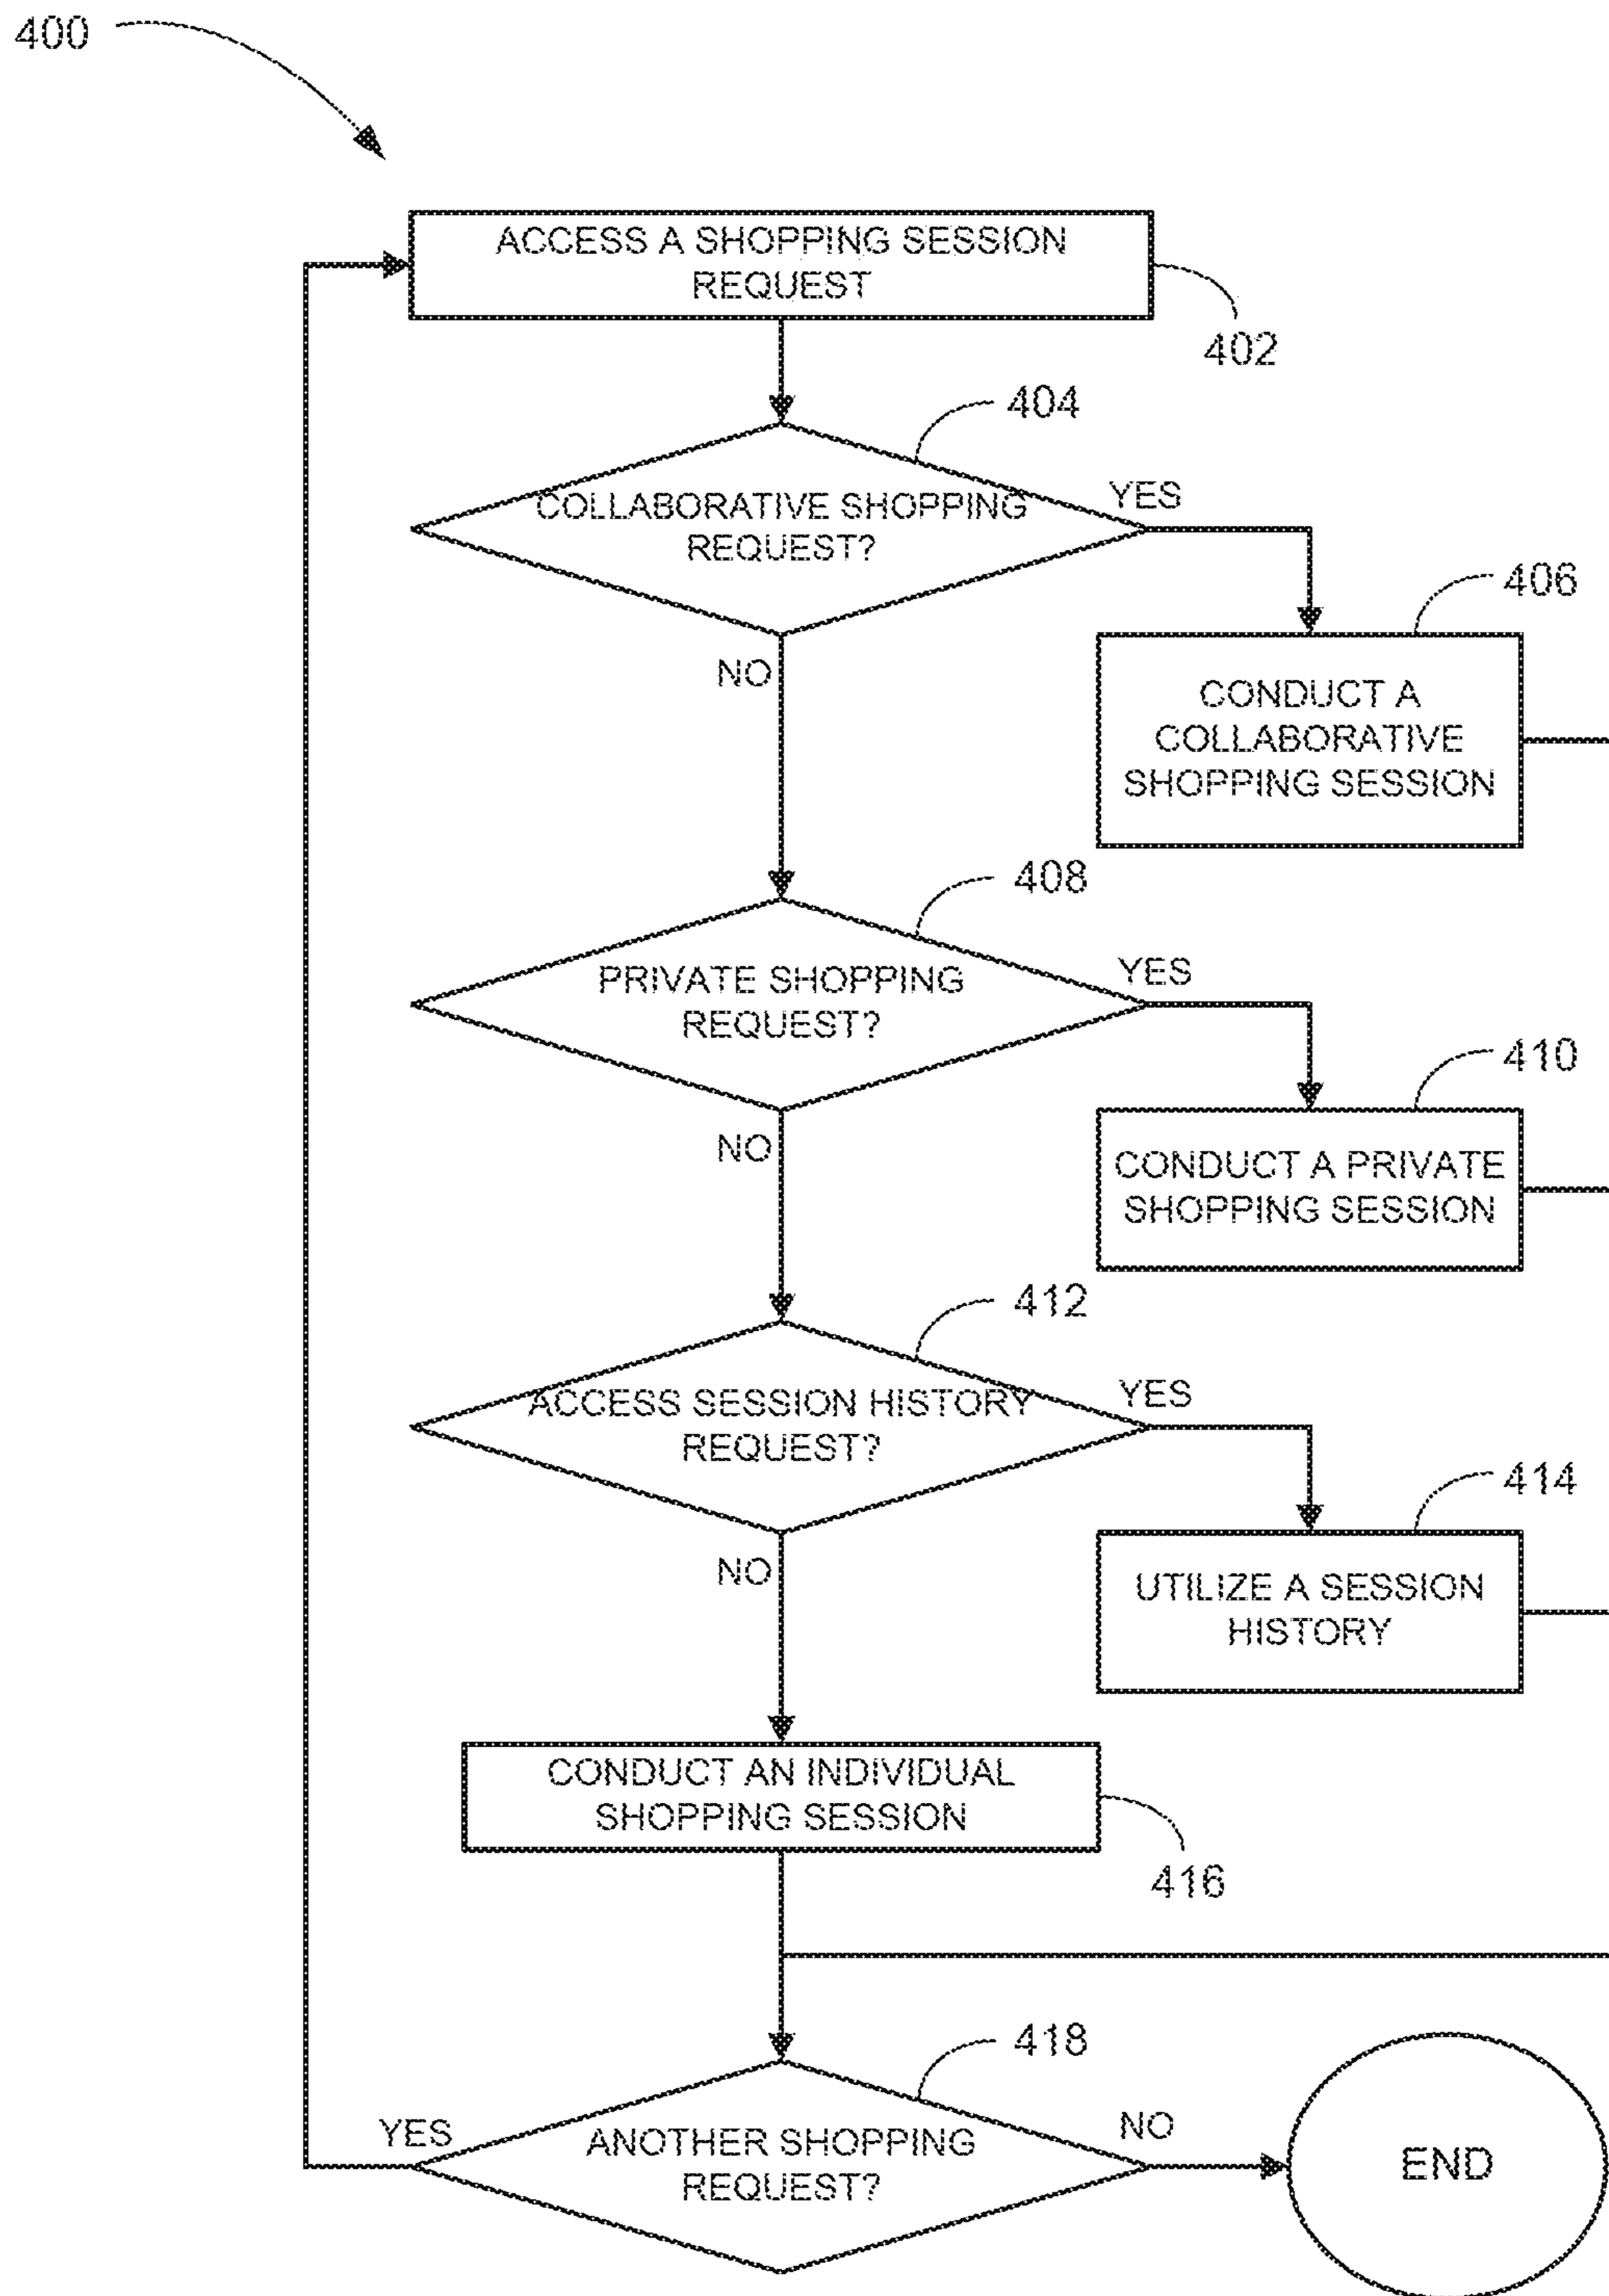 400
ACCESS A SHOPPING SESSION
REQUEST
402
404
COLLABORATIVE SHOPPING
REQUEST?
YES
NO
406
CONDUCT A
COLLABORATIVE
SHOPPING SESSION
408
PRIVATE SHOPPING
REQUEST?
YES
NO
410
CONDUCT A PRIVATE
SHOPPING SESSION
412
ACCESS SESSION HISTORY
REQUEST?
YES
NO
414
UTILIZE A SESSION
HISTORY
CONDUCT AN INDIVIDUAL
SHOPPING SESSION
416
418
ANOTHER SHOPPING
REQUEST?
YES
NO
END